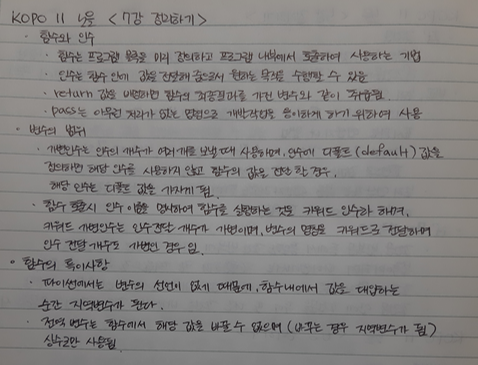 KOPO 11 <7강 정리하기>
· 함수와 인수
· 함수는 프로그램 블록을 미리 정의하고 프로그램 내에서 호출하여 사용하는 기법
· 인수는 함수 안에 값을 전달해 줌으로서 원하는 목적을 수행할 수 있음
· return 값을 변환하면 함수의 최종결과를 가진 변수와 같이 취급됨.
· pass는 아무런 처리가 없는 명령으로 개발작업을 용이하게 하기 위하여 사용
· 변수의 범위
· 가변인수는 인수의 개수가 여러개로 보낼 때 사용하며, 인수에 디폴트(default) 값을
정의하면 해당 인수를 사용하지 않고 함수의 값을 전달 할 경우,
해당 인수는 디폴트 값을 가지게 됨.
· 함수 호출시 인수 이름을 명시하여 함수를 실행하는 것을 키워드 인수라 하며,
키워드 가변인수는 인수전달 개수가 가변이며, 변수의 명칭을 키워드로 전달하며
인수 전달 개수도 가변인 경우 임.
· 함수의 특이사항
· 파이썬에서는 변수의 선언이 없기 때문에, 함수내에서 값을 대입하는
순간 지역변수가 된다.
· 전역 변수는 함수에서 해당 값을 바꿀 수 없으며 (바꾸는 경우 지역변수가 됨)
상수로만 사용됨.